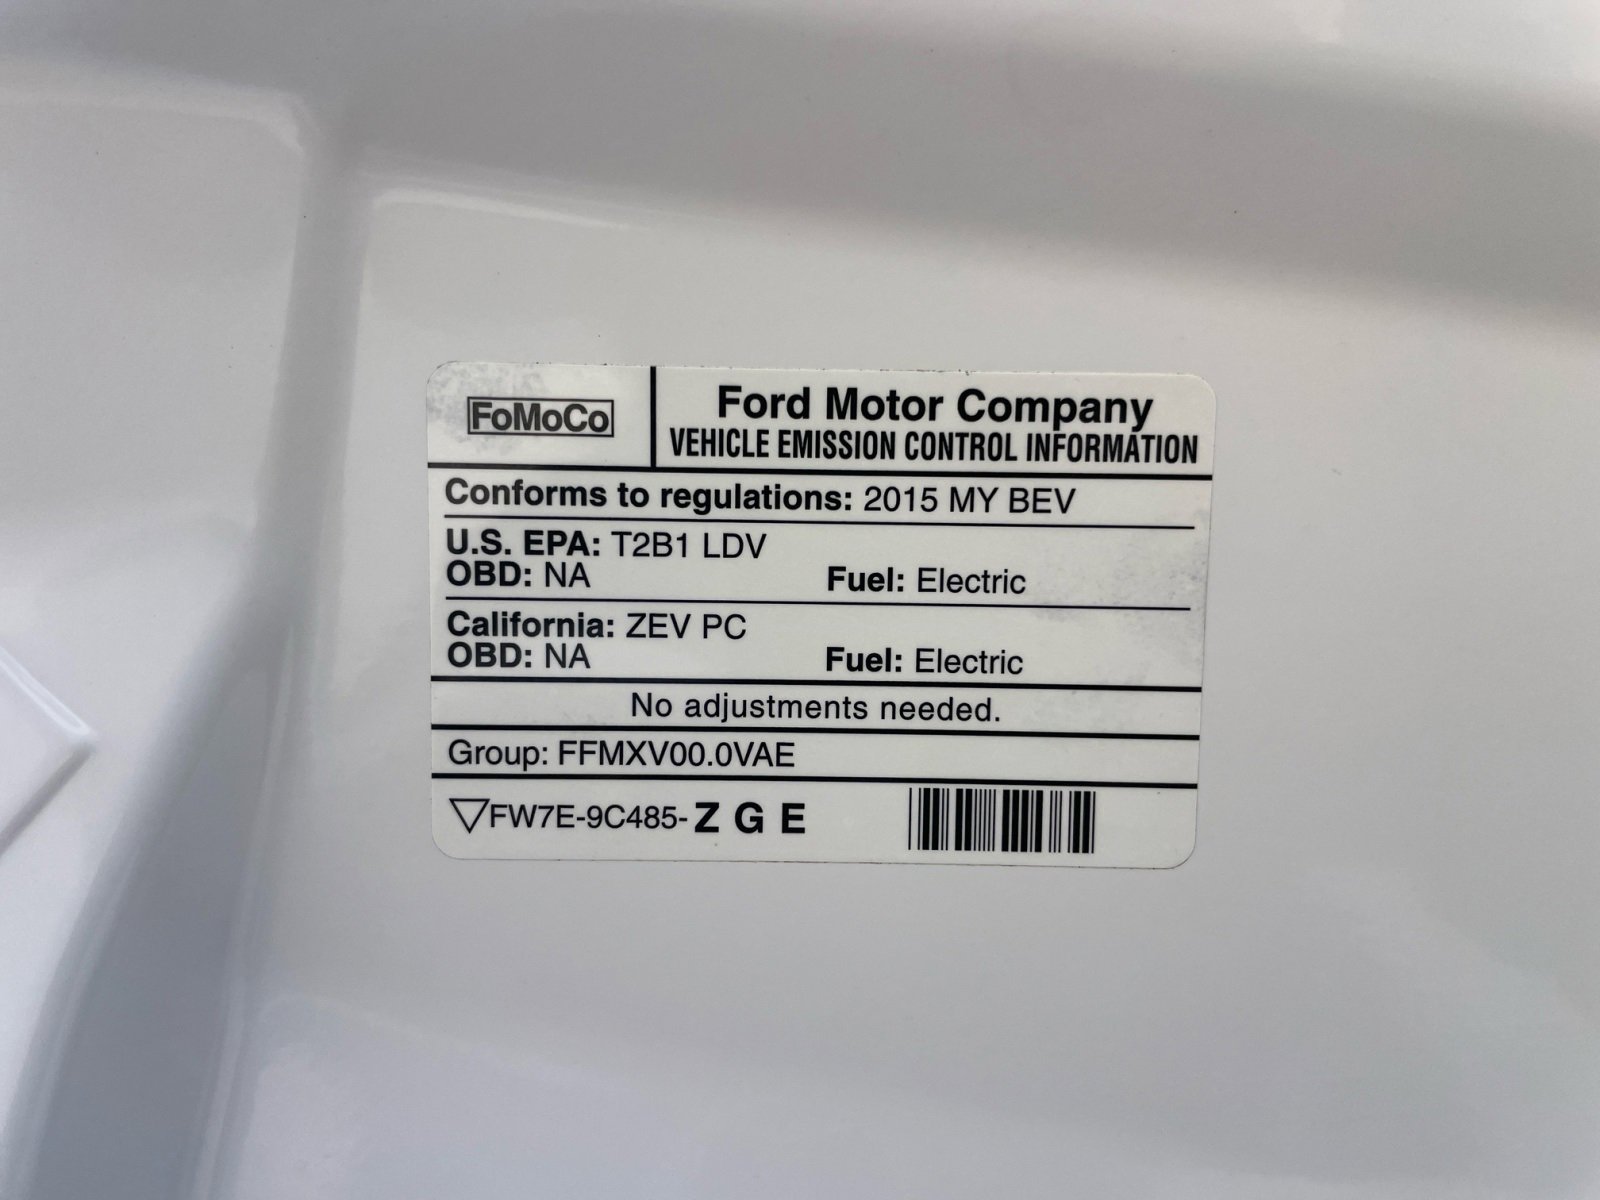 FoMoCo
Ford Motor Company
VEHICLE EMISSION CONTROL INFORMATION
Conforms to regulations: 2015 MY BEV
U.S. EPA: T2B1 LDV
OBD: NA Fuel: Electric
California: ZEV PC
OBD: NA Fuel: Electric
No adjustments needed.
Group: FFMXV00.0VAE
FW7E-9C485-Z G E